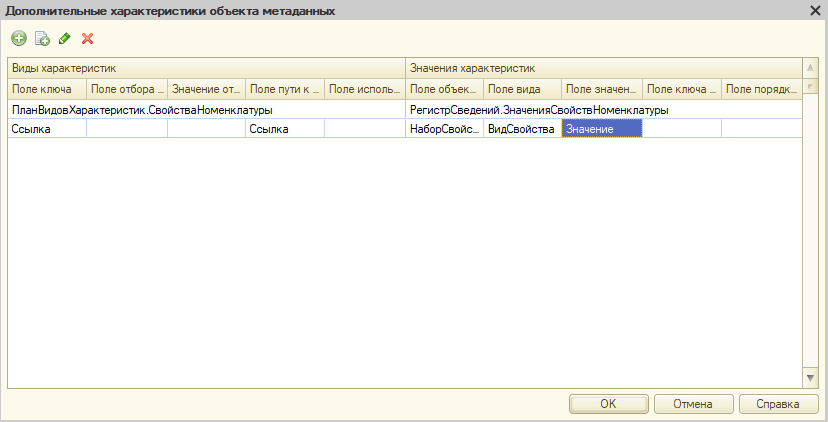 Дополнительные характеристики объекта метаданных
Виды характеристик Значения характеристик
Поле ключа Поле отбора ... Значение от... Поле пути к ... Поле исполь... Поле объек... Поле вида Поле значен... Поле ключа ... Поле порядк...
ПланВидовХарактеристик.СвойстваНоменклатуры РегистрСведений.ЗначенияСвойствНоменклатуры
Ссылка Ссылка НаборСвойс... ВидСвойства Значение
OK Отмена Справка